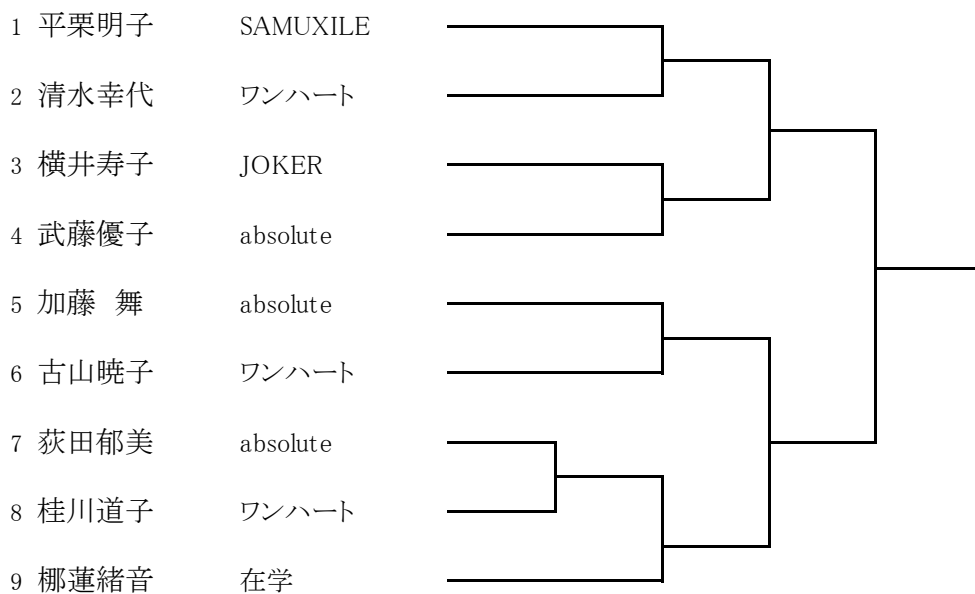 1 平栗明子 SAMUXILE
2 清水幸代 ワンハート
3 横井寿子 JOKER
4 武藤優子 absolute
5 加藤　舞 absolute
6 古山暁子 ワンハート
7 荻田郁美 absolute
8 桂川道子 ワンハート
9 梛蓮緒音 在学